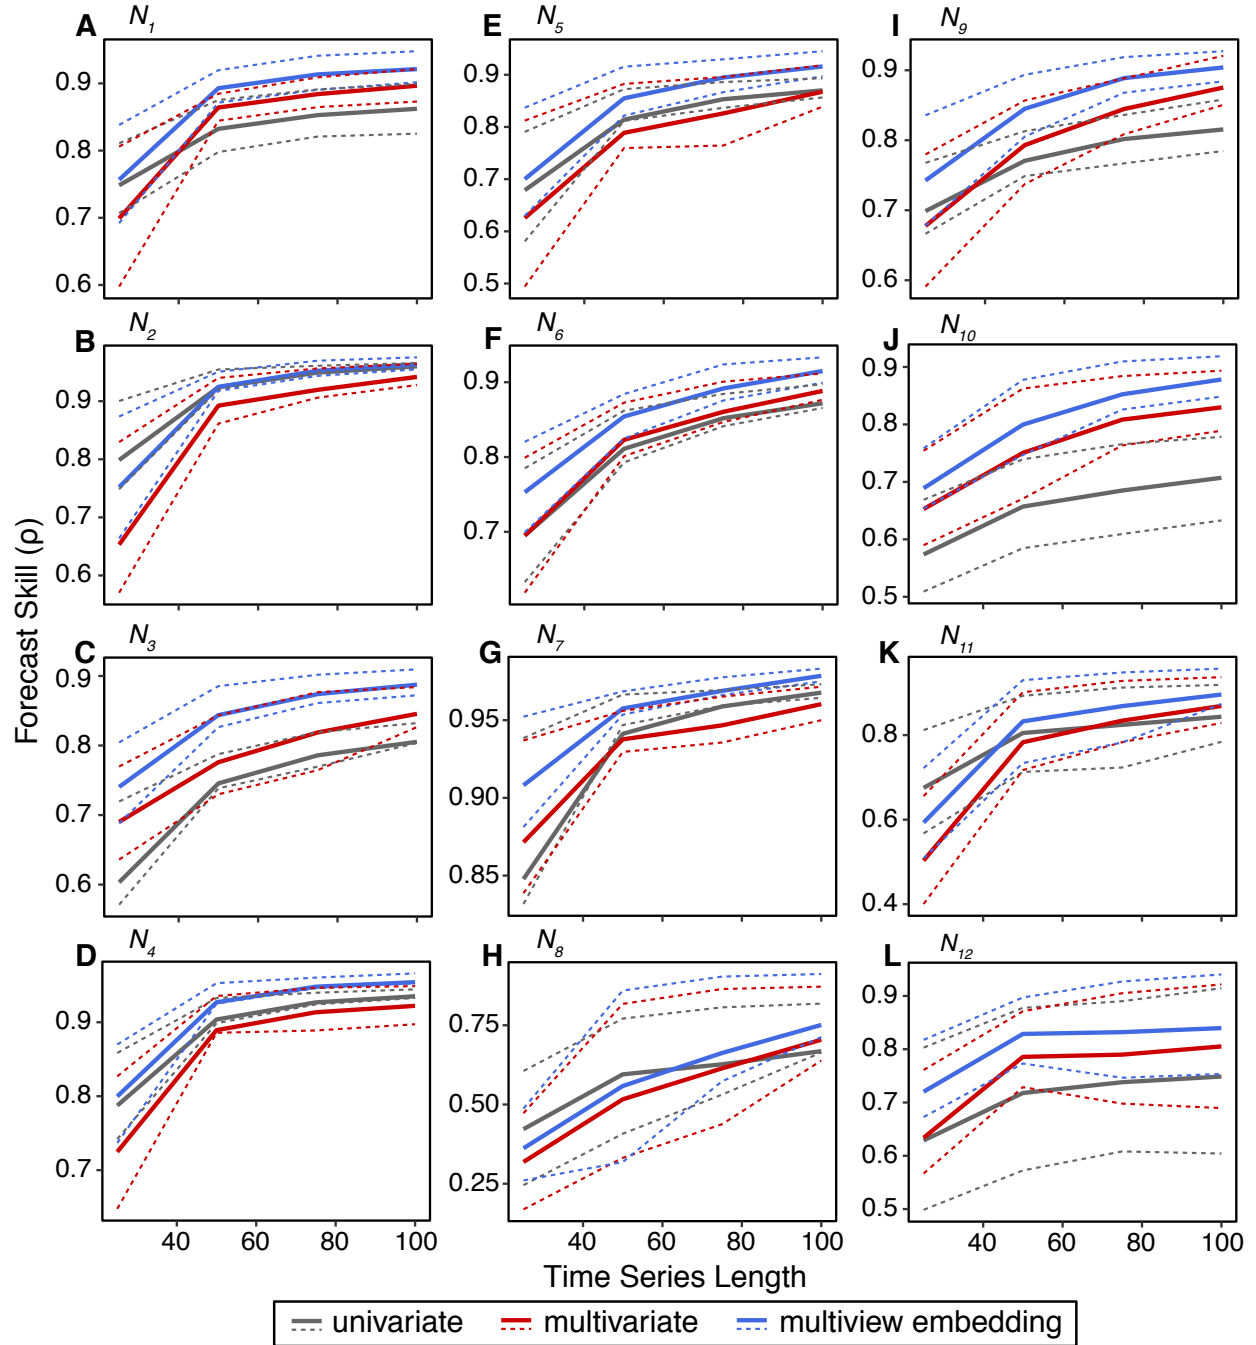 A N1
0.9
0.8
0.7
0.6
E N5
0.9
0.8
0.7
0.6
0.5
I N9
0.9
0.8
0.7
0.6
B N2
0.9
0.8
0.7
0.6
F N6
0.9
0.8
0.7
J N10
0.9
0.8
0.7
0.6
0.5
C N3
0.9
0.8
0.7
0.6
G N7
0.95
0.90
0.85
K N11
0.8
0.6
0.4
D N4
0.9
0.8
0.7
40 60 80 100
H N8
0.75
0.50
0.25
40 60 80 100
L N12
0.9
0.8
0.7
0.6
0.5
40 60 80 100
Forecast Skill (ρ)
Time Series Length
univariate multivariate multiview embedding